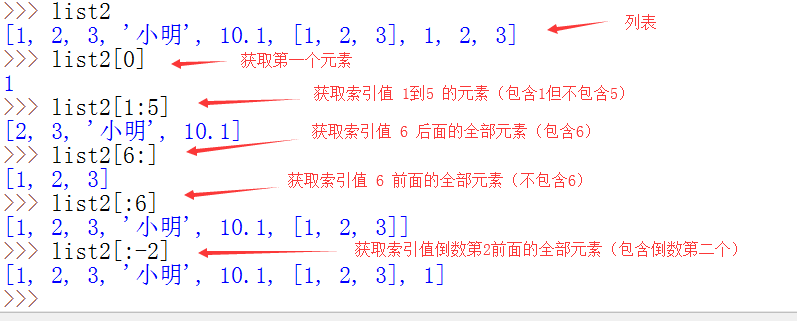 >>> list2
[1, 2, 3, '小明', 10.1, [1, 2, 3], 1, 2, 3]
列表
>>> list2[0]
获取第一个元素
1
获取索引值 1到5 的元素（包含1但不包含5）
>>> list2[1:5]
[2, 3, '小明', 10.1]
获取索引值 6 后面的全部元素（包含6）
>>> list2[6:]
[1, 2, 3]
获取索引值 6 前面的全部元素（不包含6）
>>> list2[:6]
[1, 2, 3, '小明', 10.1, [1, 2, 3]]
>>> list2[:-2]
获取索引值倒数第2前面的全部元素（包含倒数第二个）
[1, 2, 3, '小明', 10.1, [1, 2, 3], 1]
>>>